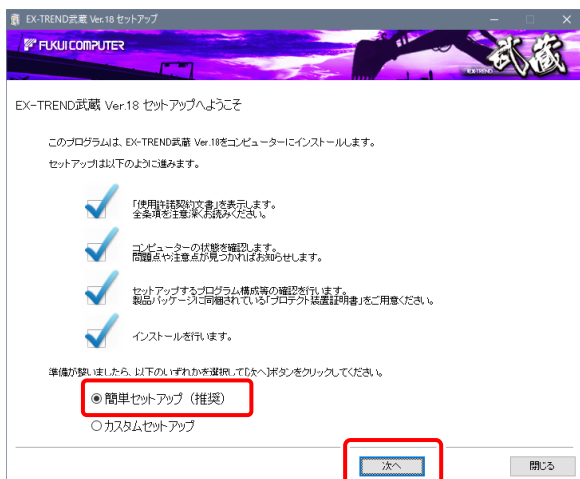 EX-TREND武蔵 Ver.18 セットアップ
FUKUI COMPUTER
EX-TREND 武蔵
EX-TREND武蔵 Ver.18 セットアップへようこそ
このプログラムは、EX-TREND武蔵 Ver.18をコンピューターにインストールします。
セットアップは以下のように進みます。
「使用許諾契約文書」を表示します。
全条項を注意深くお読みください。
コンピューターの状態を確認します。
問題点や注意点が見つかればお知らせします。
セットアップするプログラム構成等の確認を行います。
製品パッケージに同梱されている「プロテクト装置証明書」をご用意ください。
インストールを行います。
準備が整いましたら、以下のいずれかを選択して[次へ]ボタンをクリックしてください。
簡単セットアップ（推奨）
カスタムセットアップ
次へ
閉じる